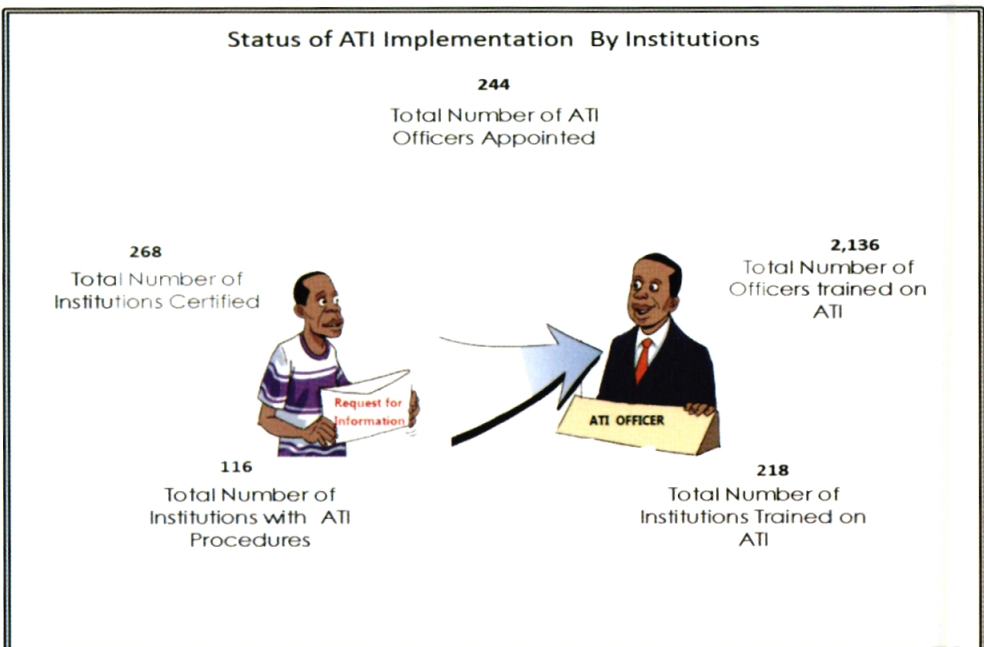 Status of ATI Implementation By Institutions
244
Total Number of ATI
Officers Appointed
268
Total Number of
Institutions Certified
2,136
Total Number of
Officers trained on
ATI
Request for
Information
ATI OFFICER
116
Total Number of
Institutions with ATI
Procedures
218
Total Number of
Institutions Trained on
ATI